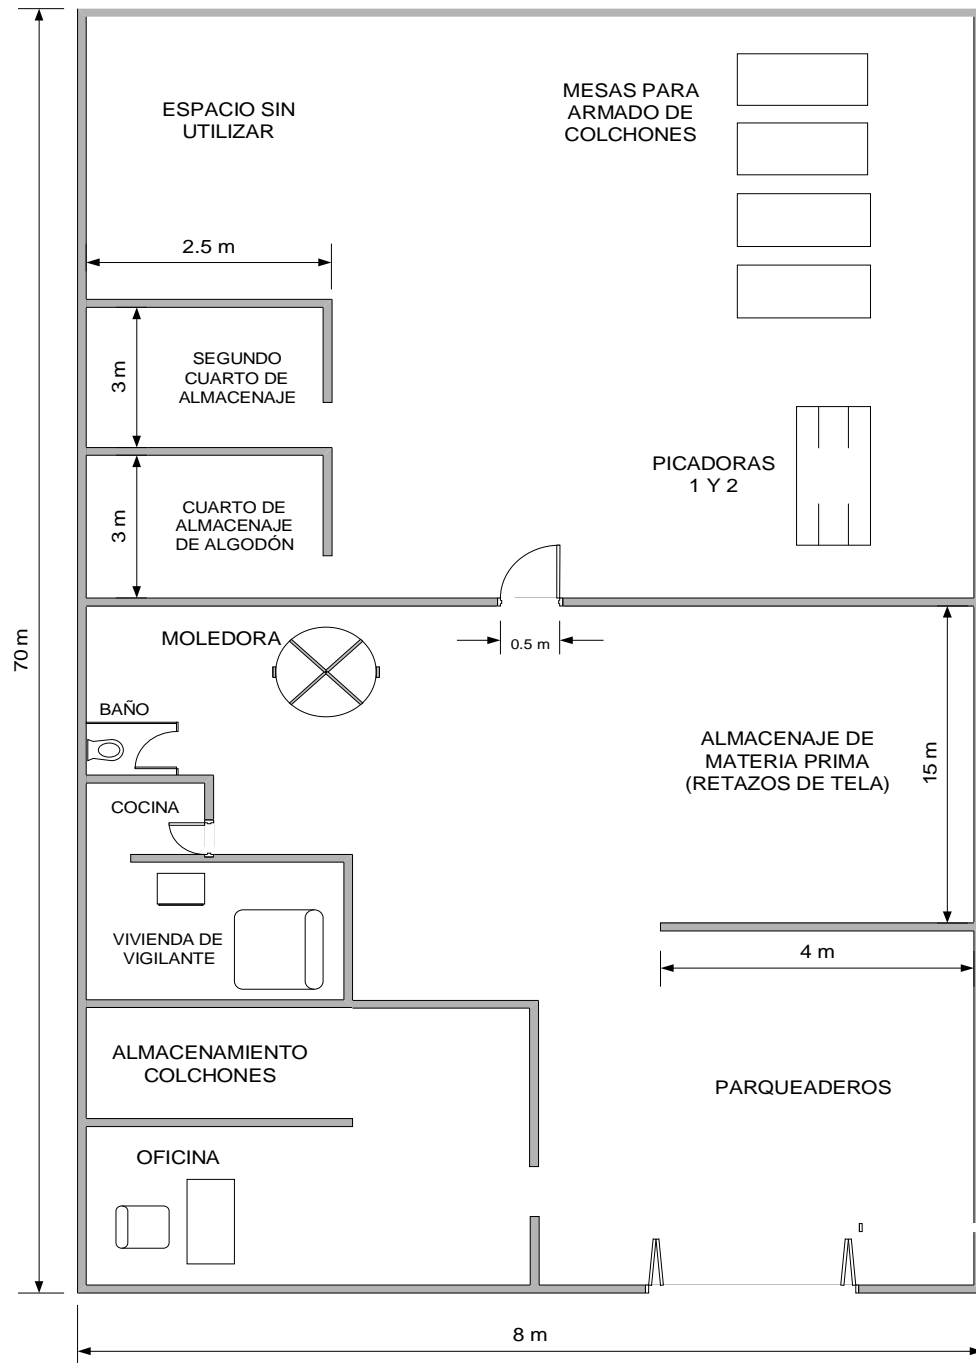 ESPACIO SIN
UTILIZAR
MESAS PARA
ARMADO DE
COLCHONES
2.5 m
3 m
SEGUNDO
CUARTO DE
ALMACENAJE
PICADORAS
1 Y 2
3 m
CUARTO DE
ALMACENAJE
DE ALGODÓN
70 m
MOLEDORA
0.5 m
BAÑO
ALMACENAJE DE
MATERIA PRIMA
(RETAZOS DE TELA)
15 m
COCINA
VIVIENDA DE
VIGILANTE
4 m
ALMACENAMIENTO
COLCHONES
PARQUEADEROS
OFICINA
8 m